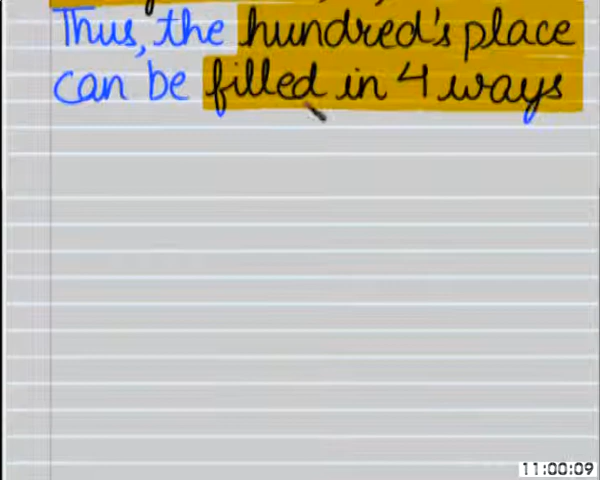 Thus, the hundred's place
can be filled in 4 ways
11:00:09